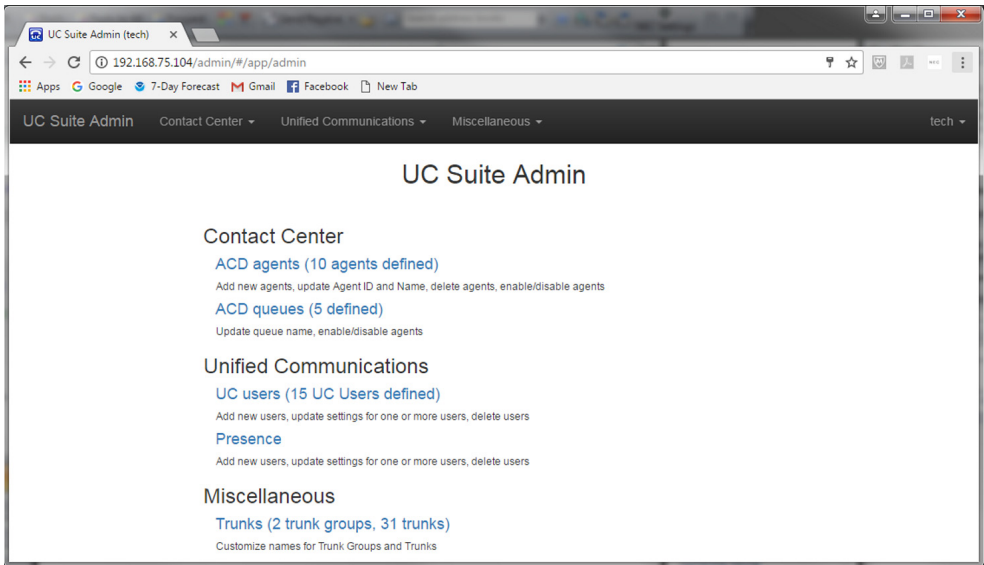 UC Suite Admin (tech)
192.168.75.104/admin/#/app/admin
Apps Google 7-Day Forecast Gmail Facebook New Tab
UC Suite Admin Contact Center Unified Communications Miscellaneous tech
UC Suite Admin
Contact Center
ACD agents (10 agents defined)
Add new agents, update Agent ID and Name, delete agents, enable/disable agents
ACD queues (5 defined)
Update queue name, enable/disable agents
Unified Communications
UC users (15 UC Users defined)
Add new users, update settings for one or more users, delete users
Presence
Add new users, update settings for one or more users, delete users
Miscellaneous
Trunks (2 trunk groups, 31 trunks)
Customize names for Trunk Groups and Trunks